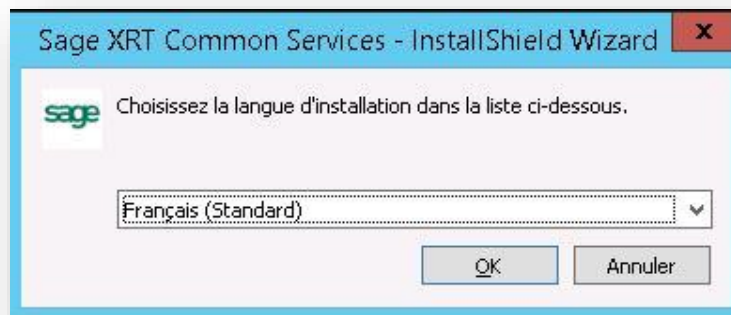 Sage XRT Common Services - InstallShield Wizard
x
sage
Choisissez la langue d'installation dans la liste ci-dessous.
Français (Standard)
OK
Annuler